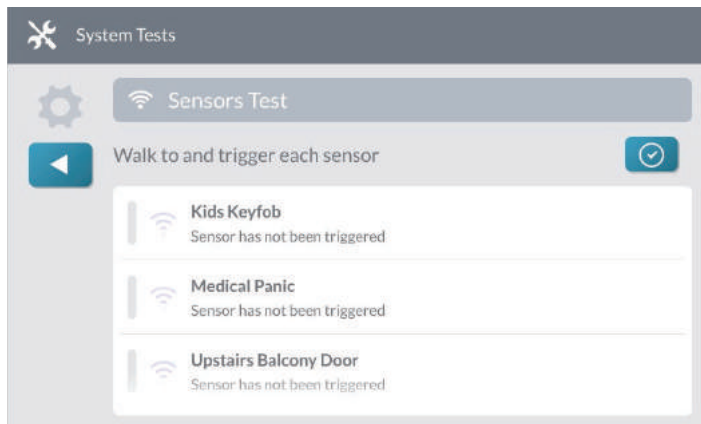 System Tests
Sensors Test
Walk to and trigger each sensor
Kids Keyfob
Sensor has not been triggered
Medical Panic
Sensor has not been triggered
Upstairs Balcony Door
Sensor has not been triggered